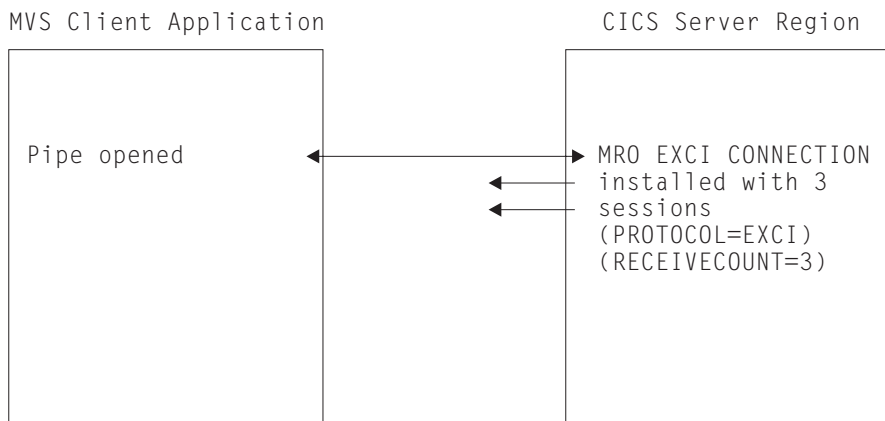 MVS Client Application
CICS Server Region
Pipe opened
MRO EXCI CONNECTION
installed with 3
sessions
(PROTOCOL=EXCI)
(RECEIVECOUNT=3)